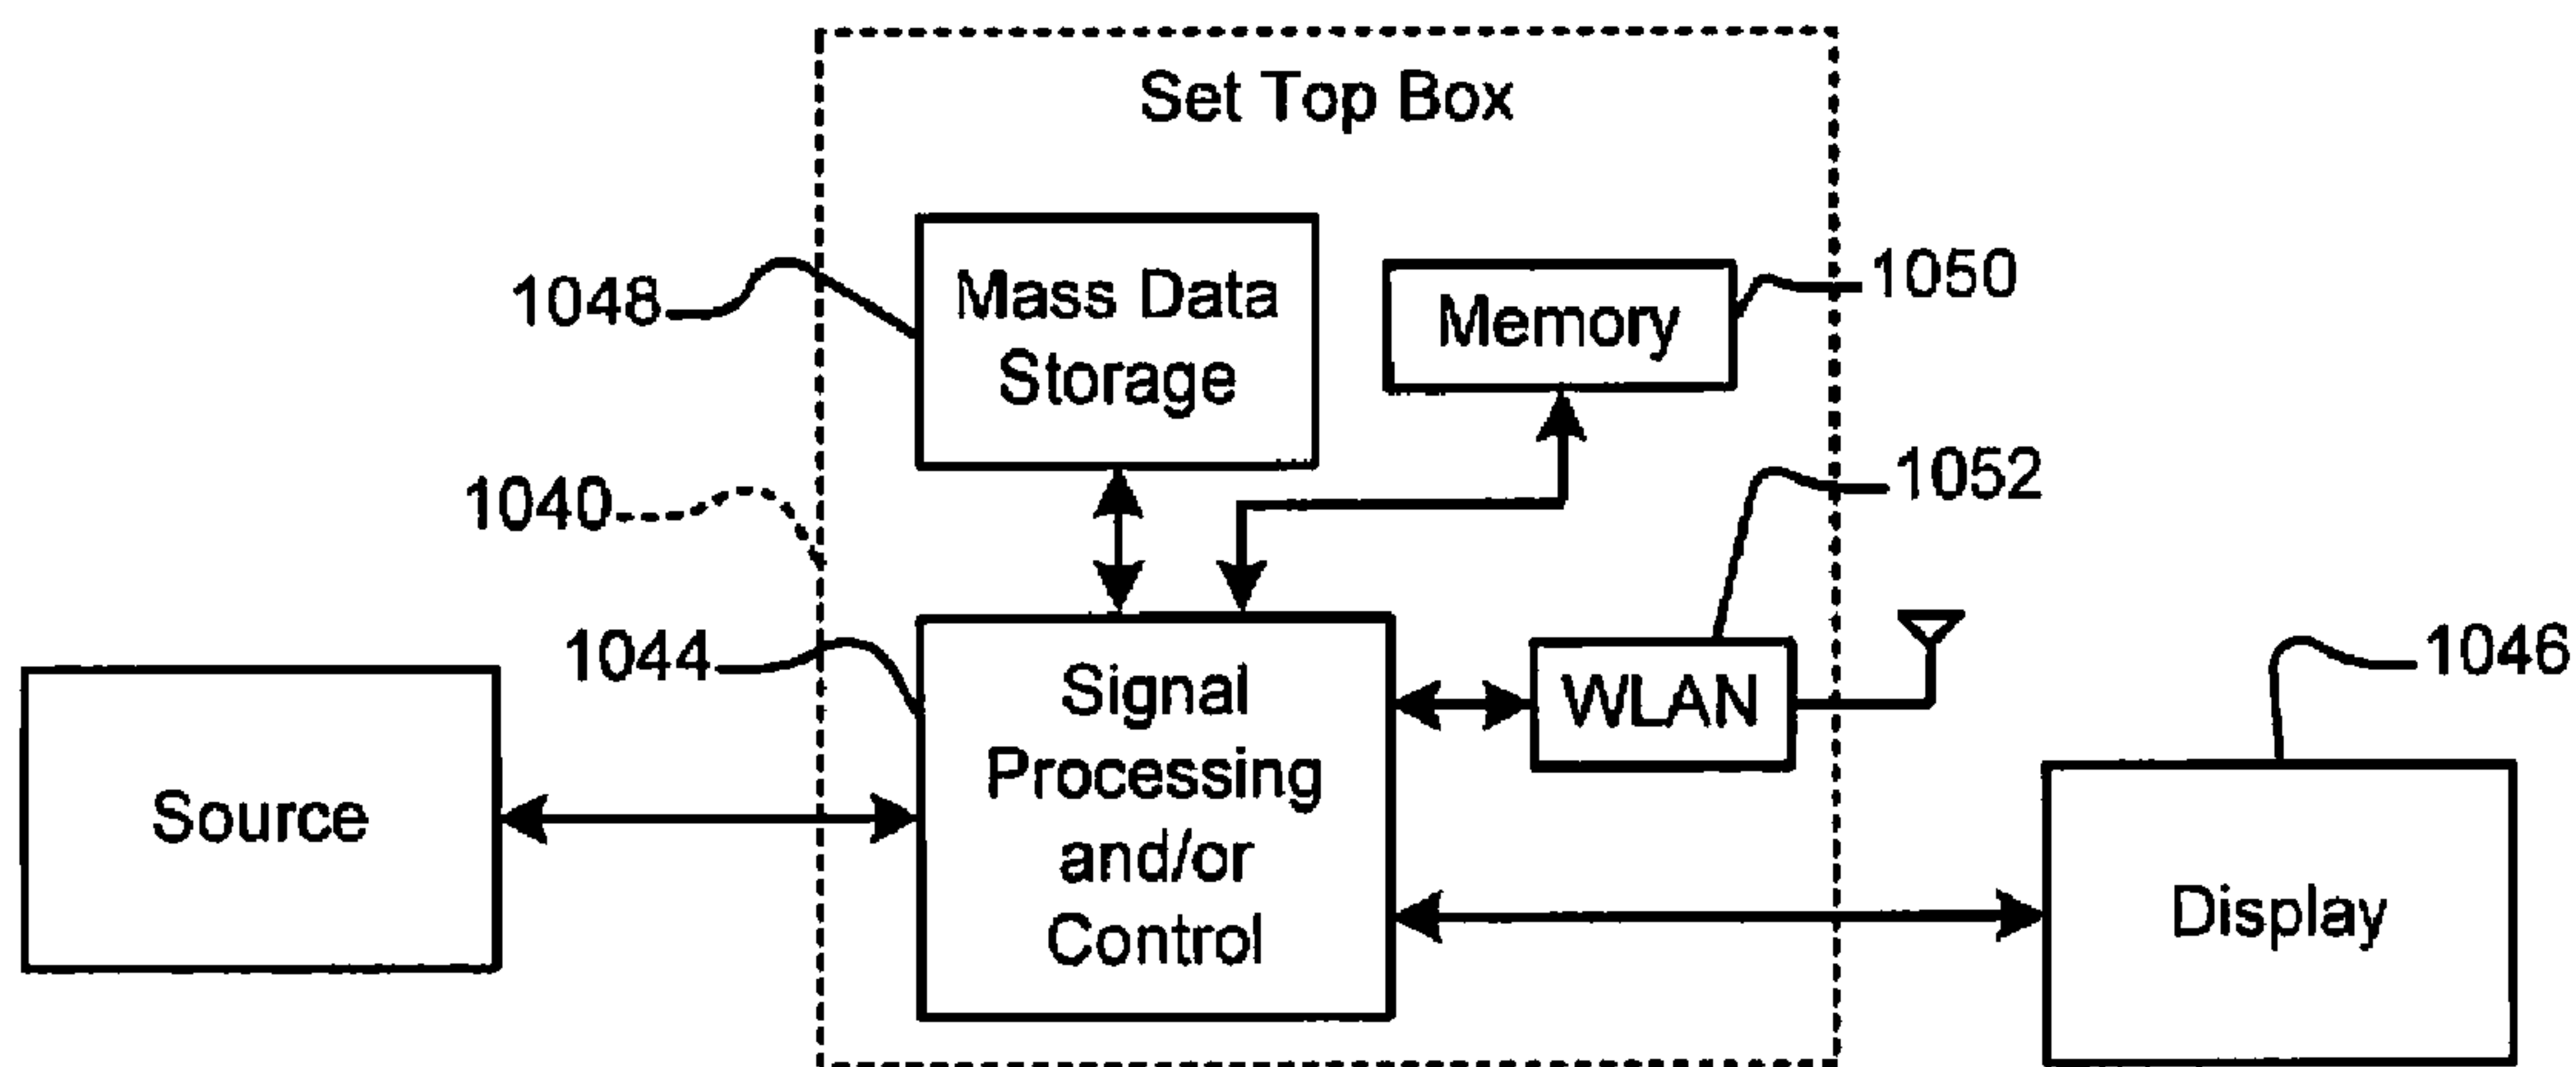 Set Top Box
1048
Mass Data
Storage
Memory
1050
1040
1052
1044
Signal
Processing
and/or
Control
WLAN
1046
Source
Display